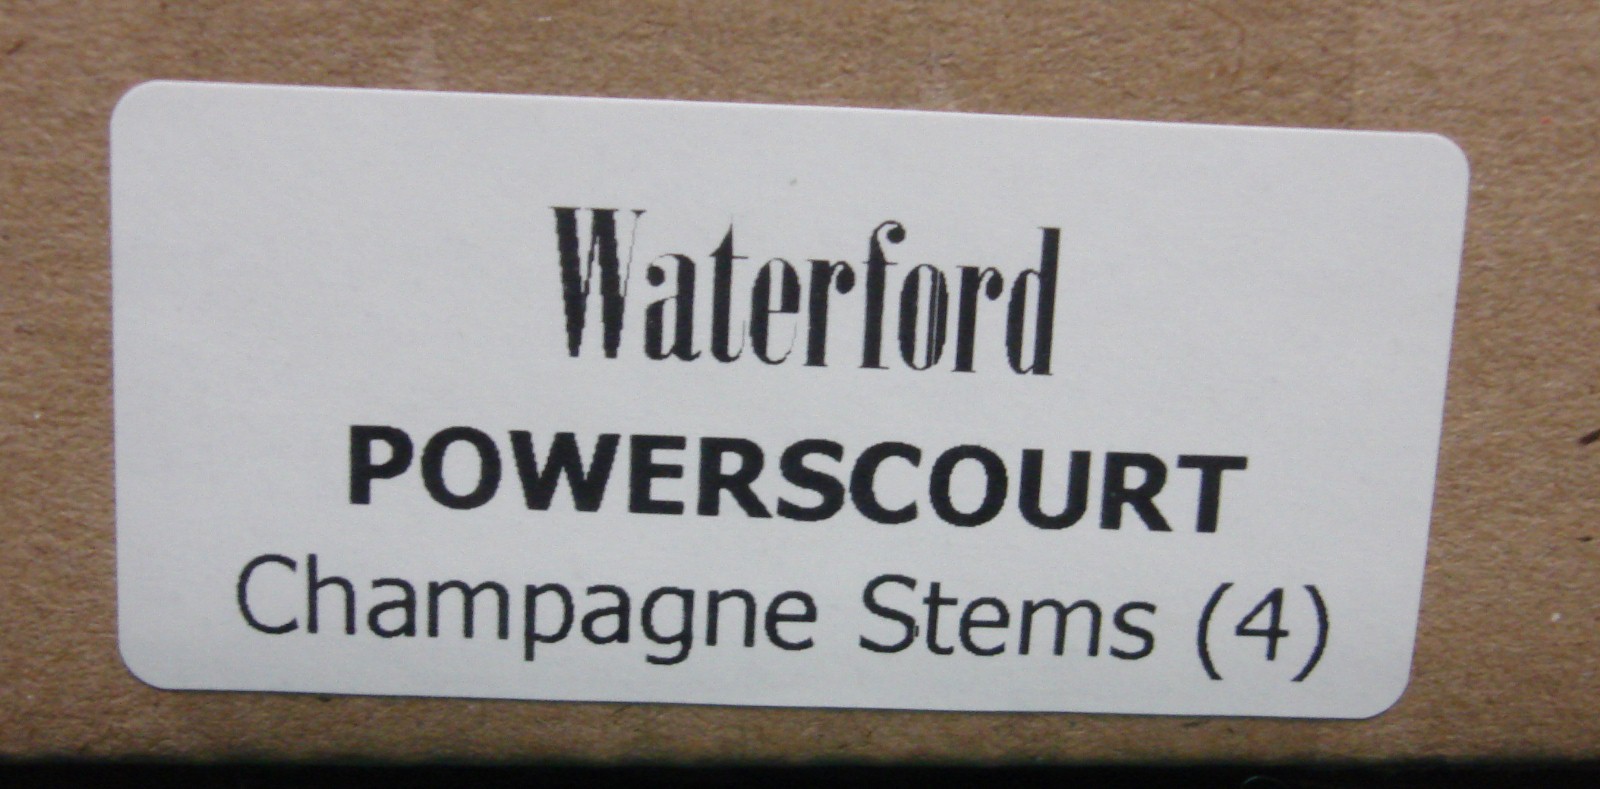 Waterford
POWERSCOURT
Champagne Stems (4)